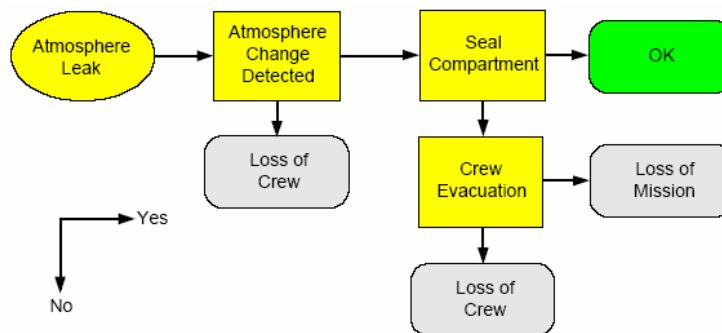 Atmosphere
Leak
Atmosphere
Change
Detected
Seal
Compartment
OK
Loss of
Crew
Crew
Evacuation
Loss of
Mission
Yes
No
Loss of
Crew